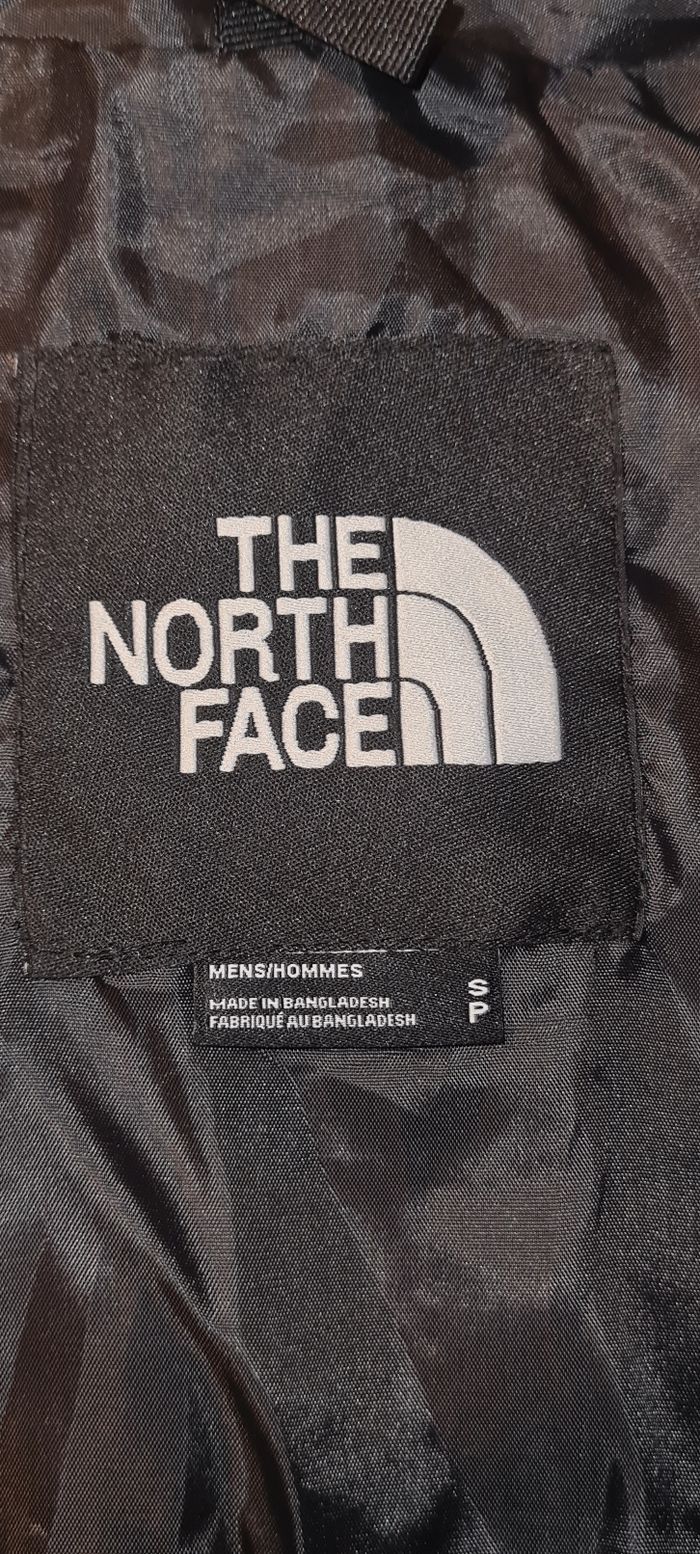 THE
NORTH
FACE
MENS/HOMMES
MADE IN BANGLADESH
FABRIQUÉ AU BANGLADESH
S
P